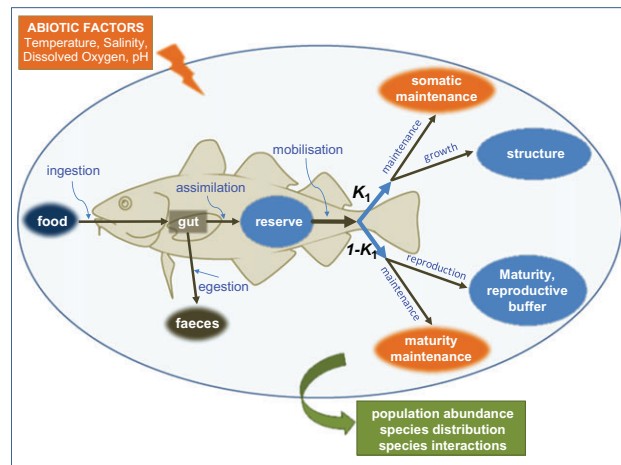 ABIOTIC FACTORS
Temperature, Salinity,
Dissolved Oxygen, pH
somatic
maintenance
maintenance
growth
structure
mobilisation
ingestion
assimilation
K1
food
gut
reserve
1-K1
reproduction
Maturity,
reproductive
buffer
egestion
maintenance
faeces
maturity
maintenance
population abundance
species distribution
species interactions